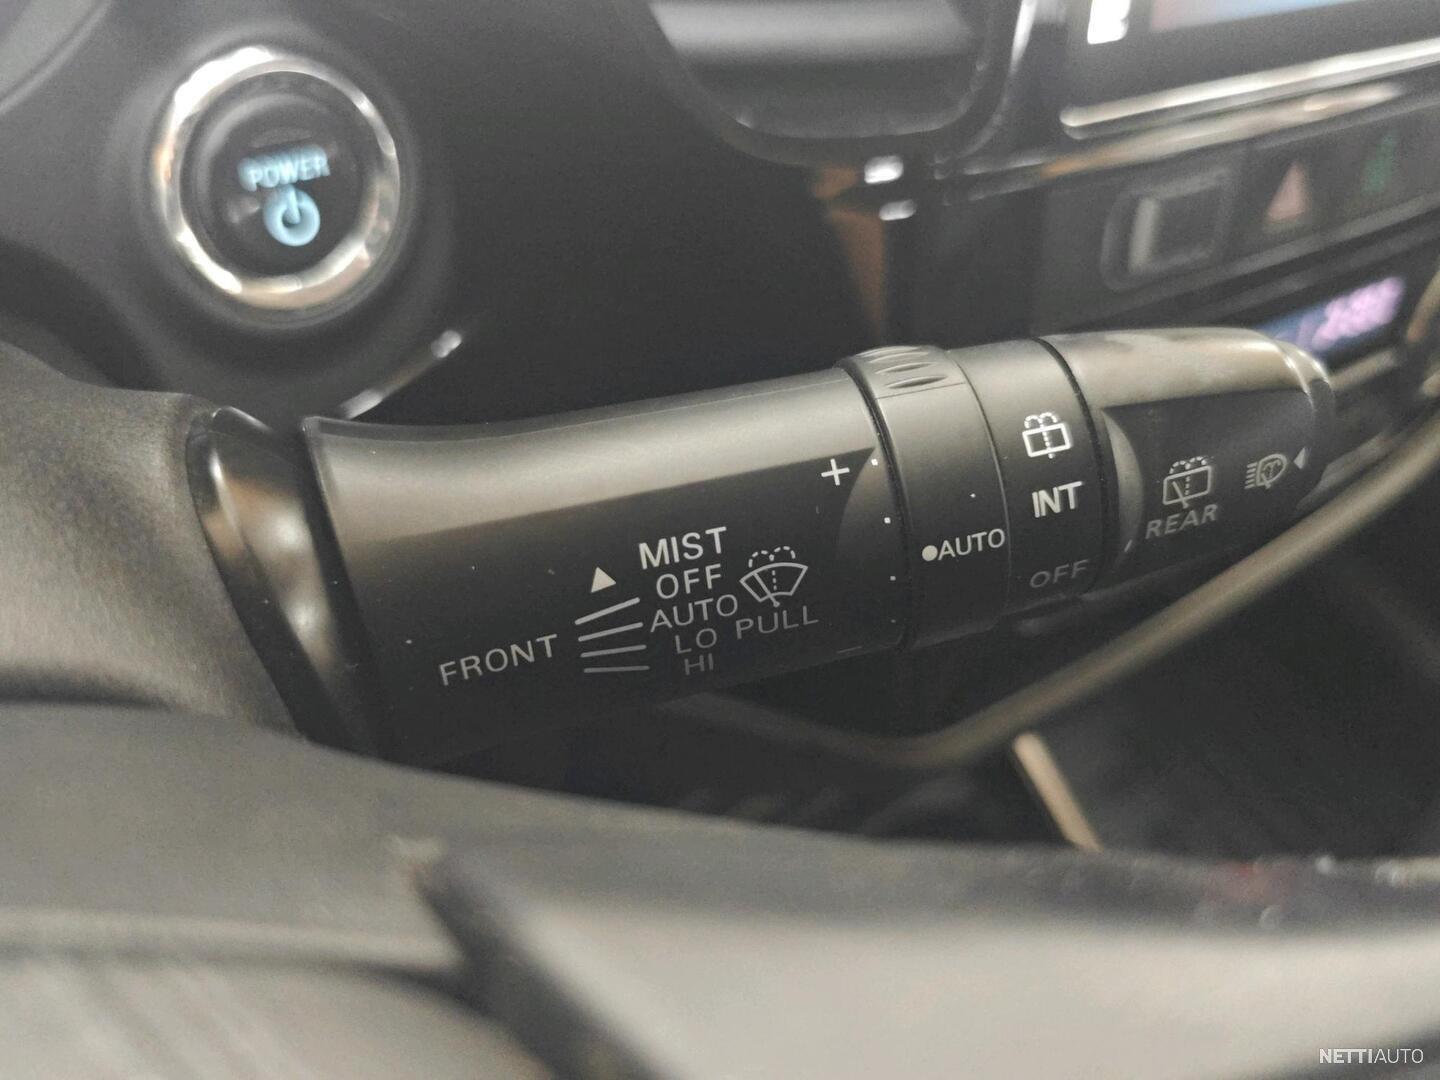 POWER
MIST
OFF
AUTO
LO PULL
HI
FRONT
+
-
●AUTO
INT
OFF
REAR
NETTIAUTO